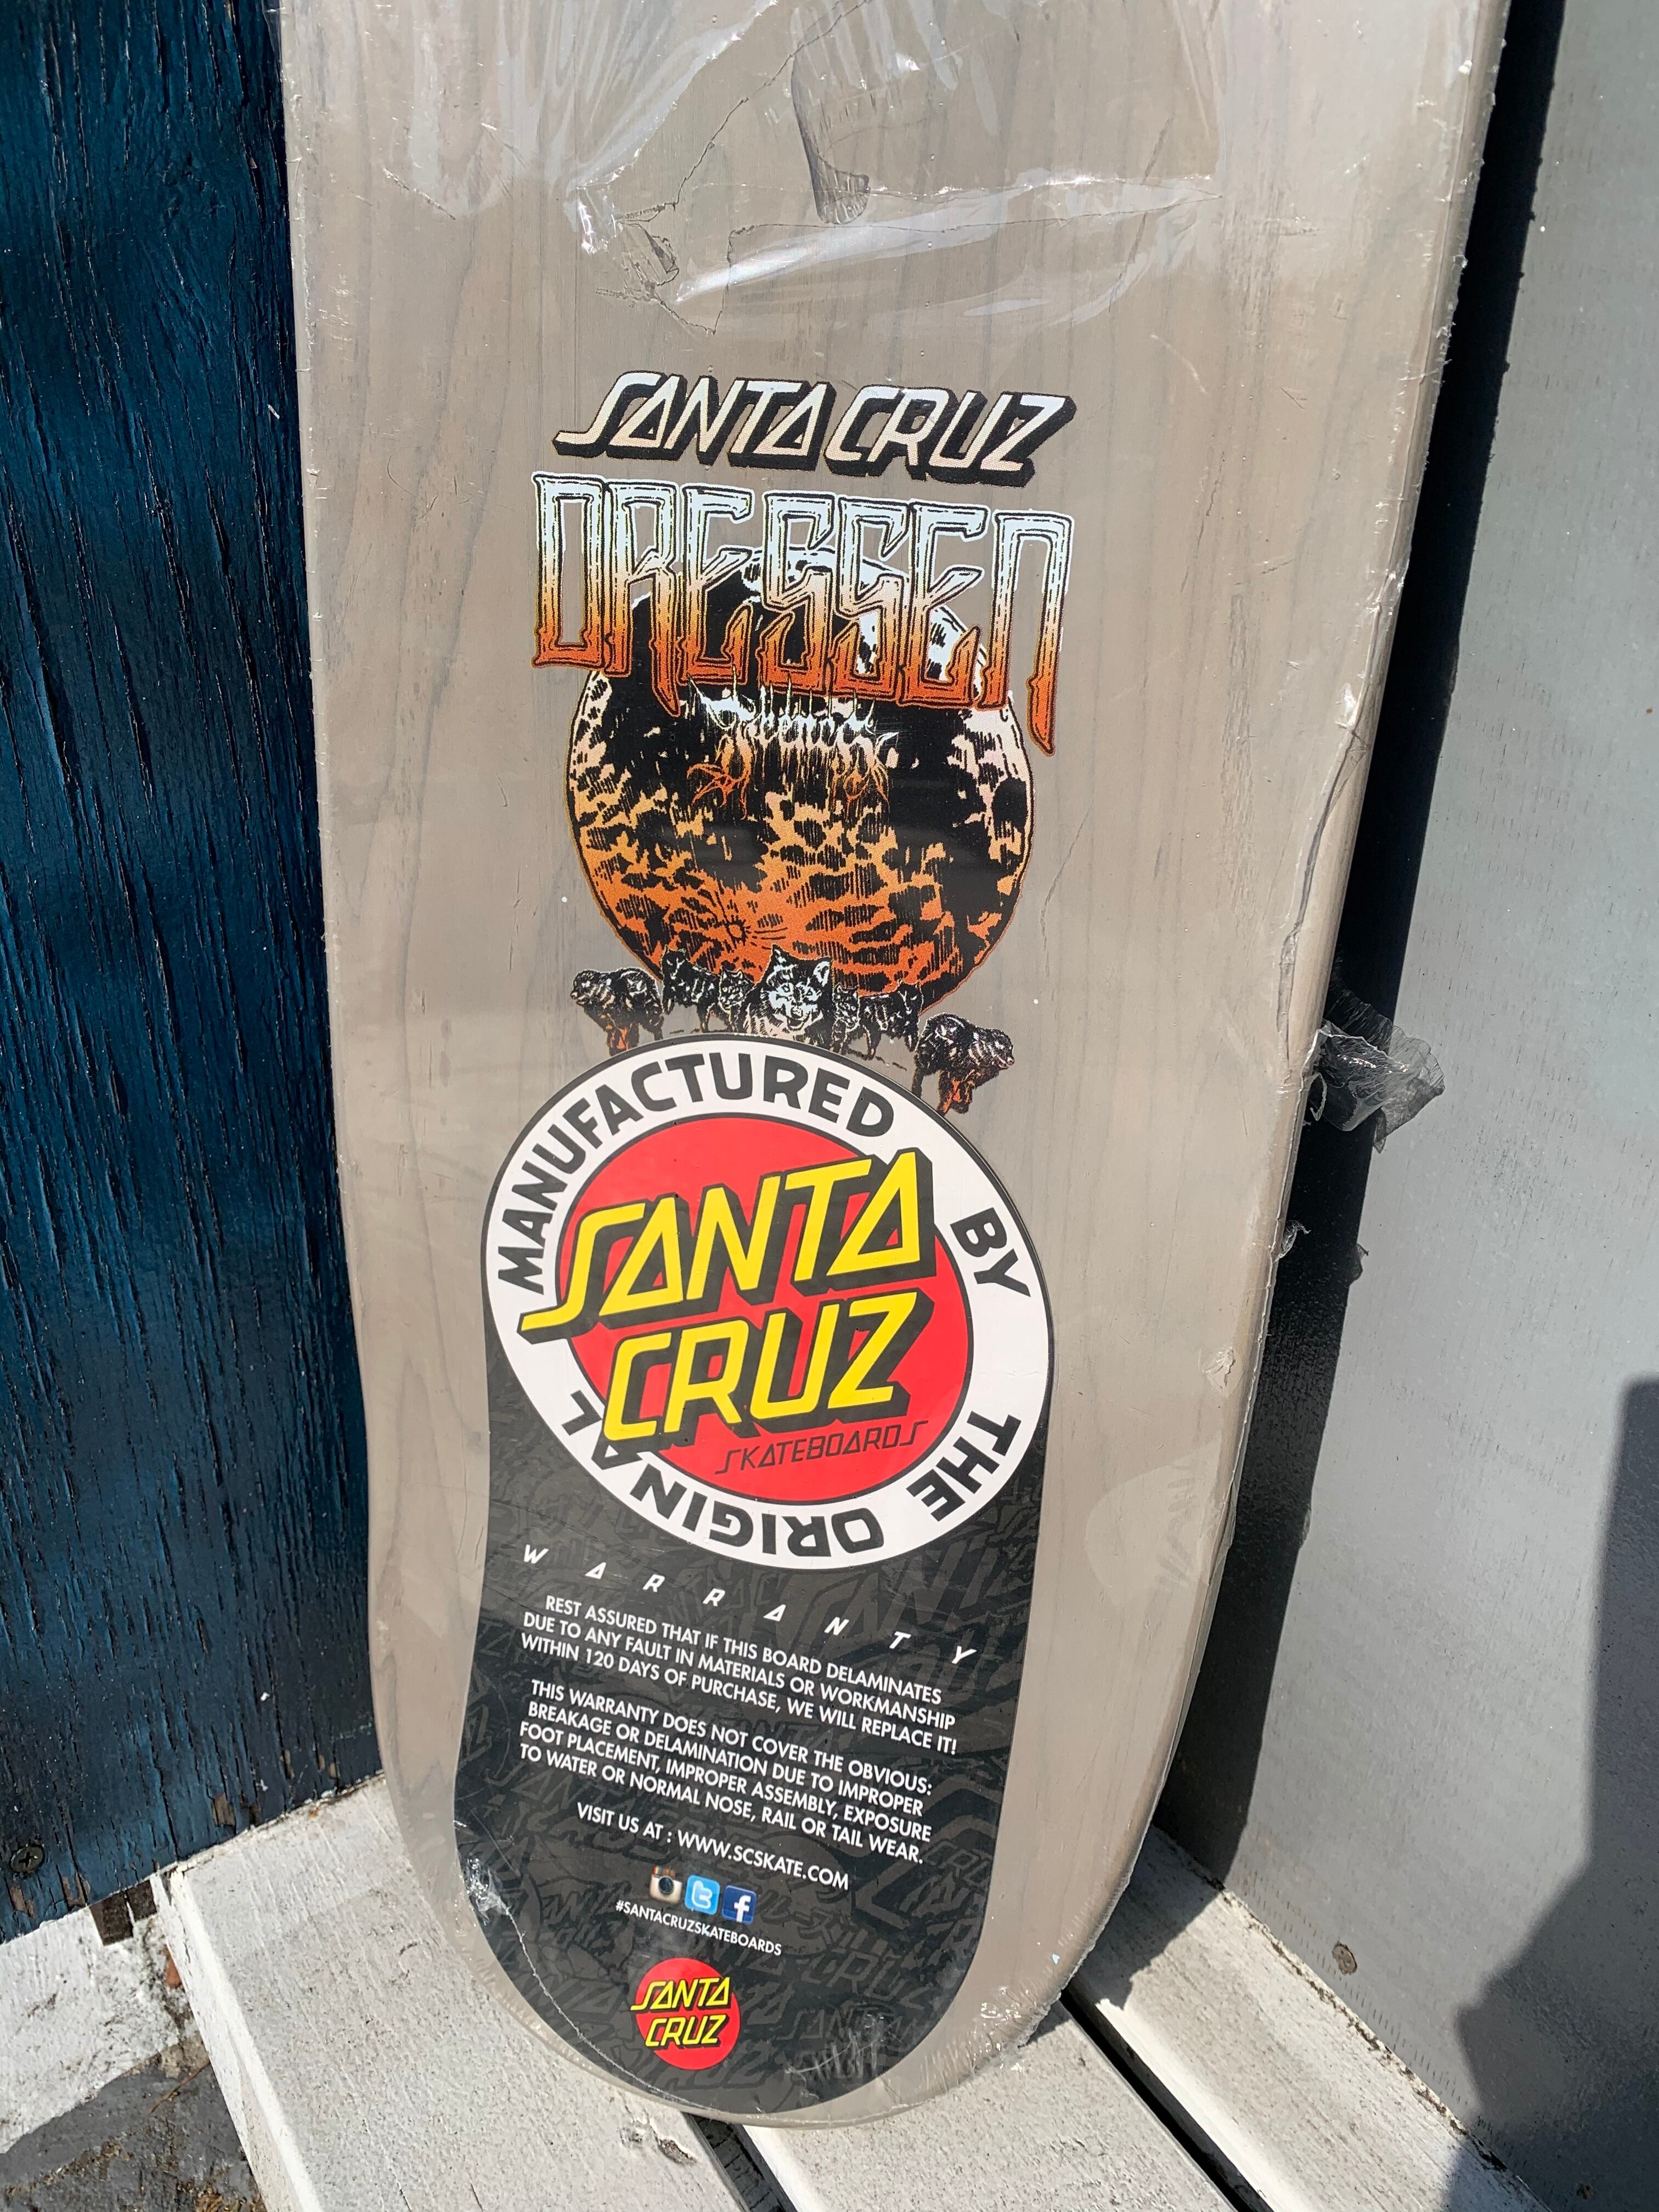 SANTA CRUZ
DRESSEN
MANUFACTURED BY THE ORIGINAL
SANTA
CRUZ
SKATEBOARDS
WARRANTY
REST ASSURED THAT IF THIS BOARD DELAMINATES
DUE TO ANY FAULT IN MATERIALS OR WORKMANSHIP
WITHIN 120 DAYS OF PURCHASE, WE WILL REPLACE IT!
THIS WARRANTY DOES NOT COVER THE OBVIOUS:
BREAKAGE OR DELAMINATION DUE TO IMPROPER
FOOT PLACEMENT, IMPROPER ASSEMBLY, EXPOSURE
TO WATER OR NORMAL NOSE, RAIL OR TAIL WEAR.
VISIT US AT : WWW.SCSKATE.COM
#SANTACRUZSKATEBOARDS
SANTA
CRUZ